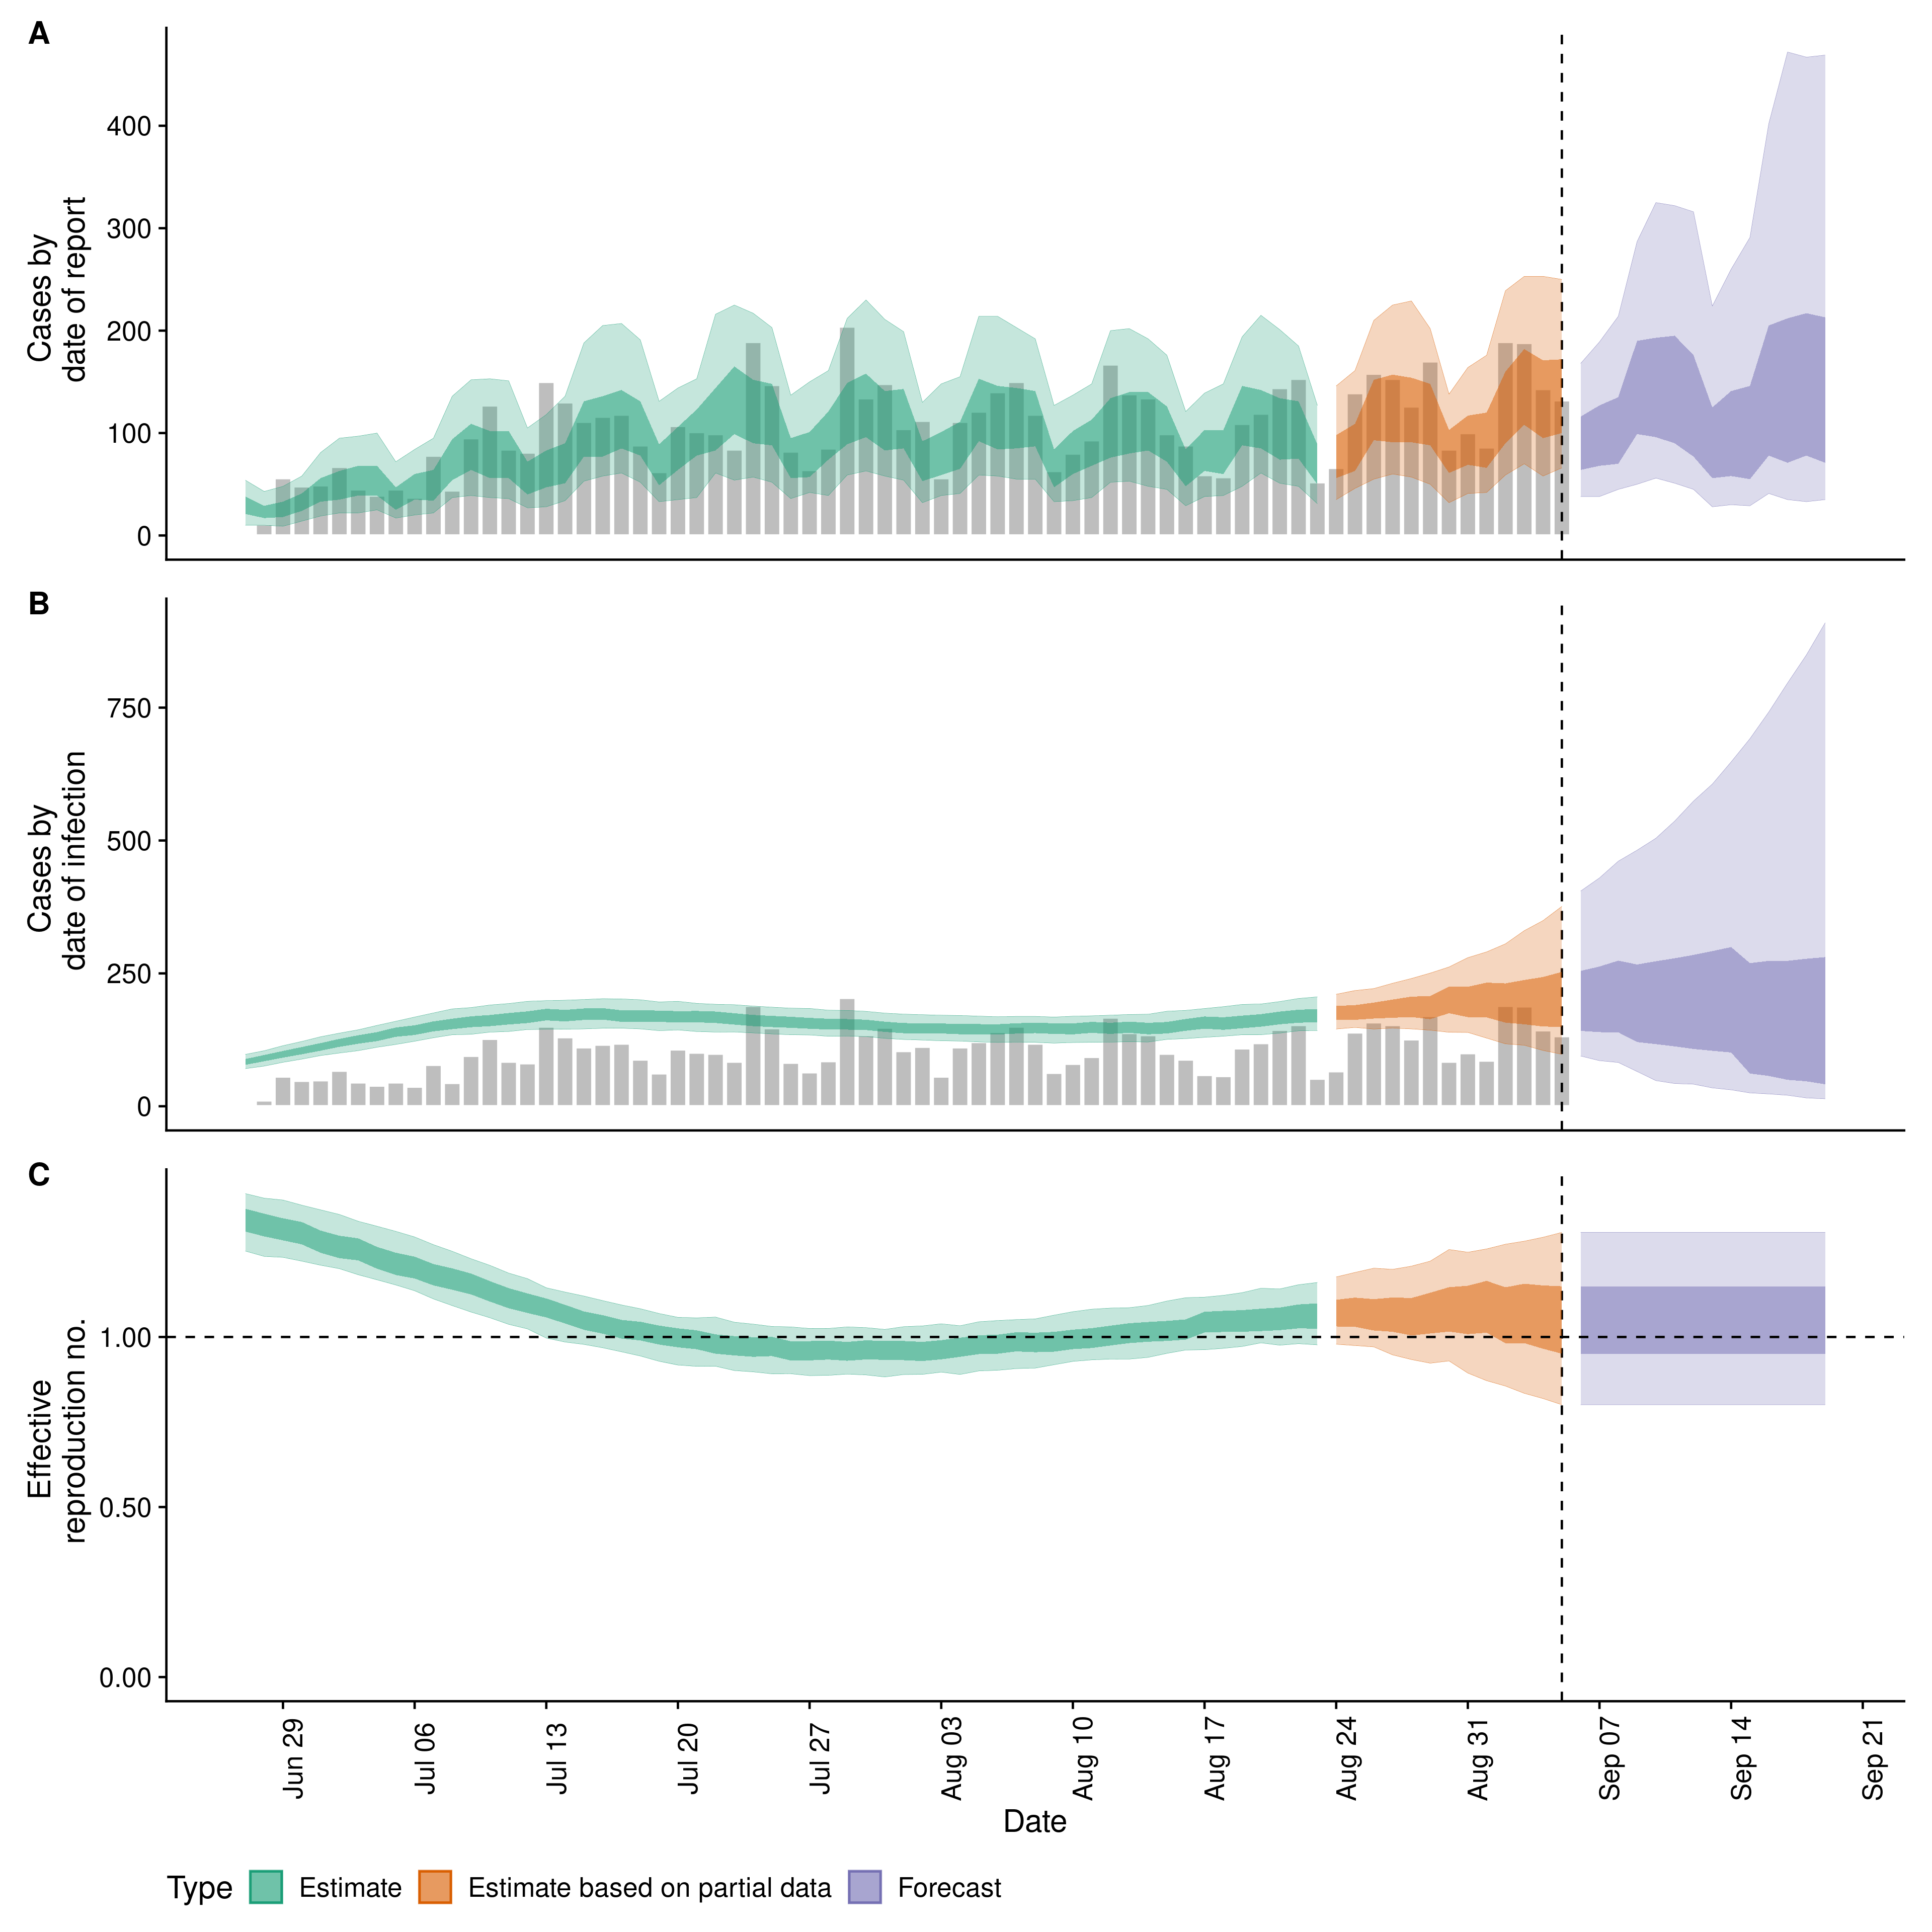 A
Cases by
date of report
400
300
200
100
0
B
Cases by
date of infection
750
500
250
0
C
Effective
reproduction no.
1.00
0.50
0.00
Jun 29
Jul 06
Jul 13
Jul 20
Jul 27
Aug 03
Aug 10
Aug 17
Aug 24
Aug 31
Sep 07
Sep 14
Sep 21
Date
Type Estimate Estimate based on partial data Forecast